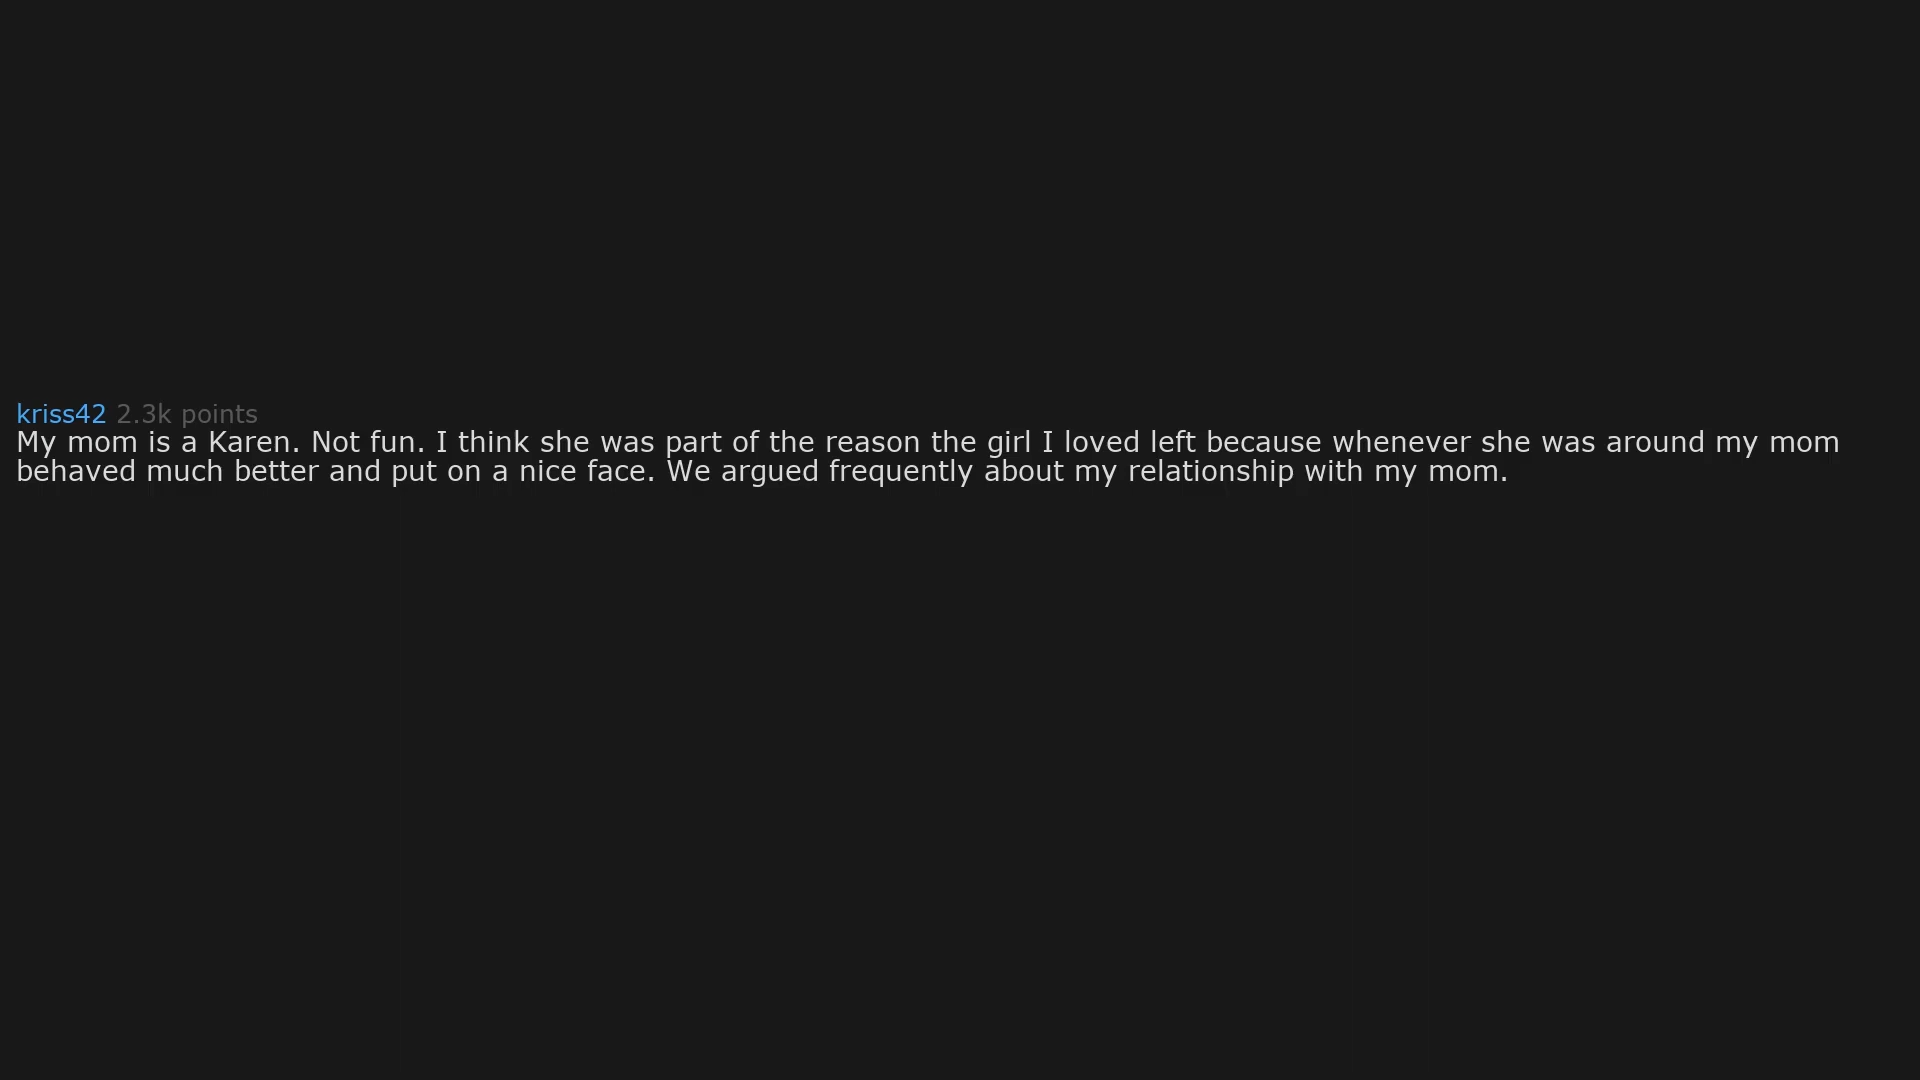 kriss42 2.3k points
My mom is a Karen. Not fun. I think she was part of the reason the girl I loved left because whenever she was around my mom
behaved much better and put on a nice face. We argued frequently about my relationship with my mom.